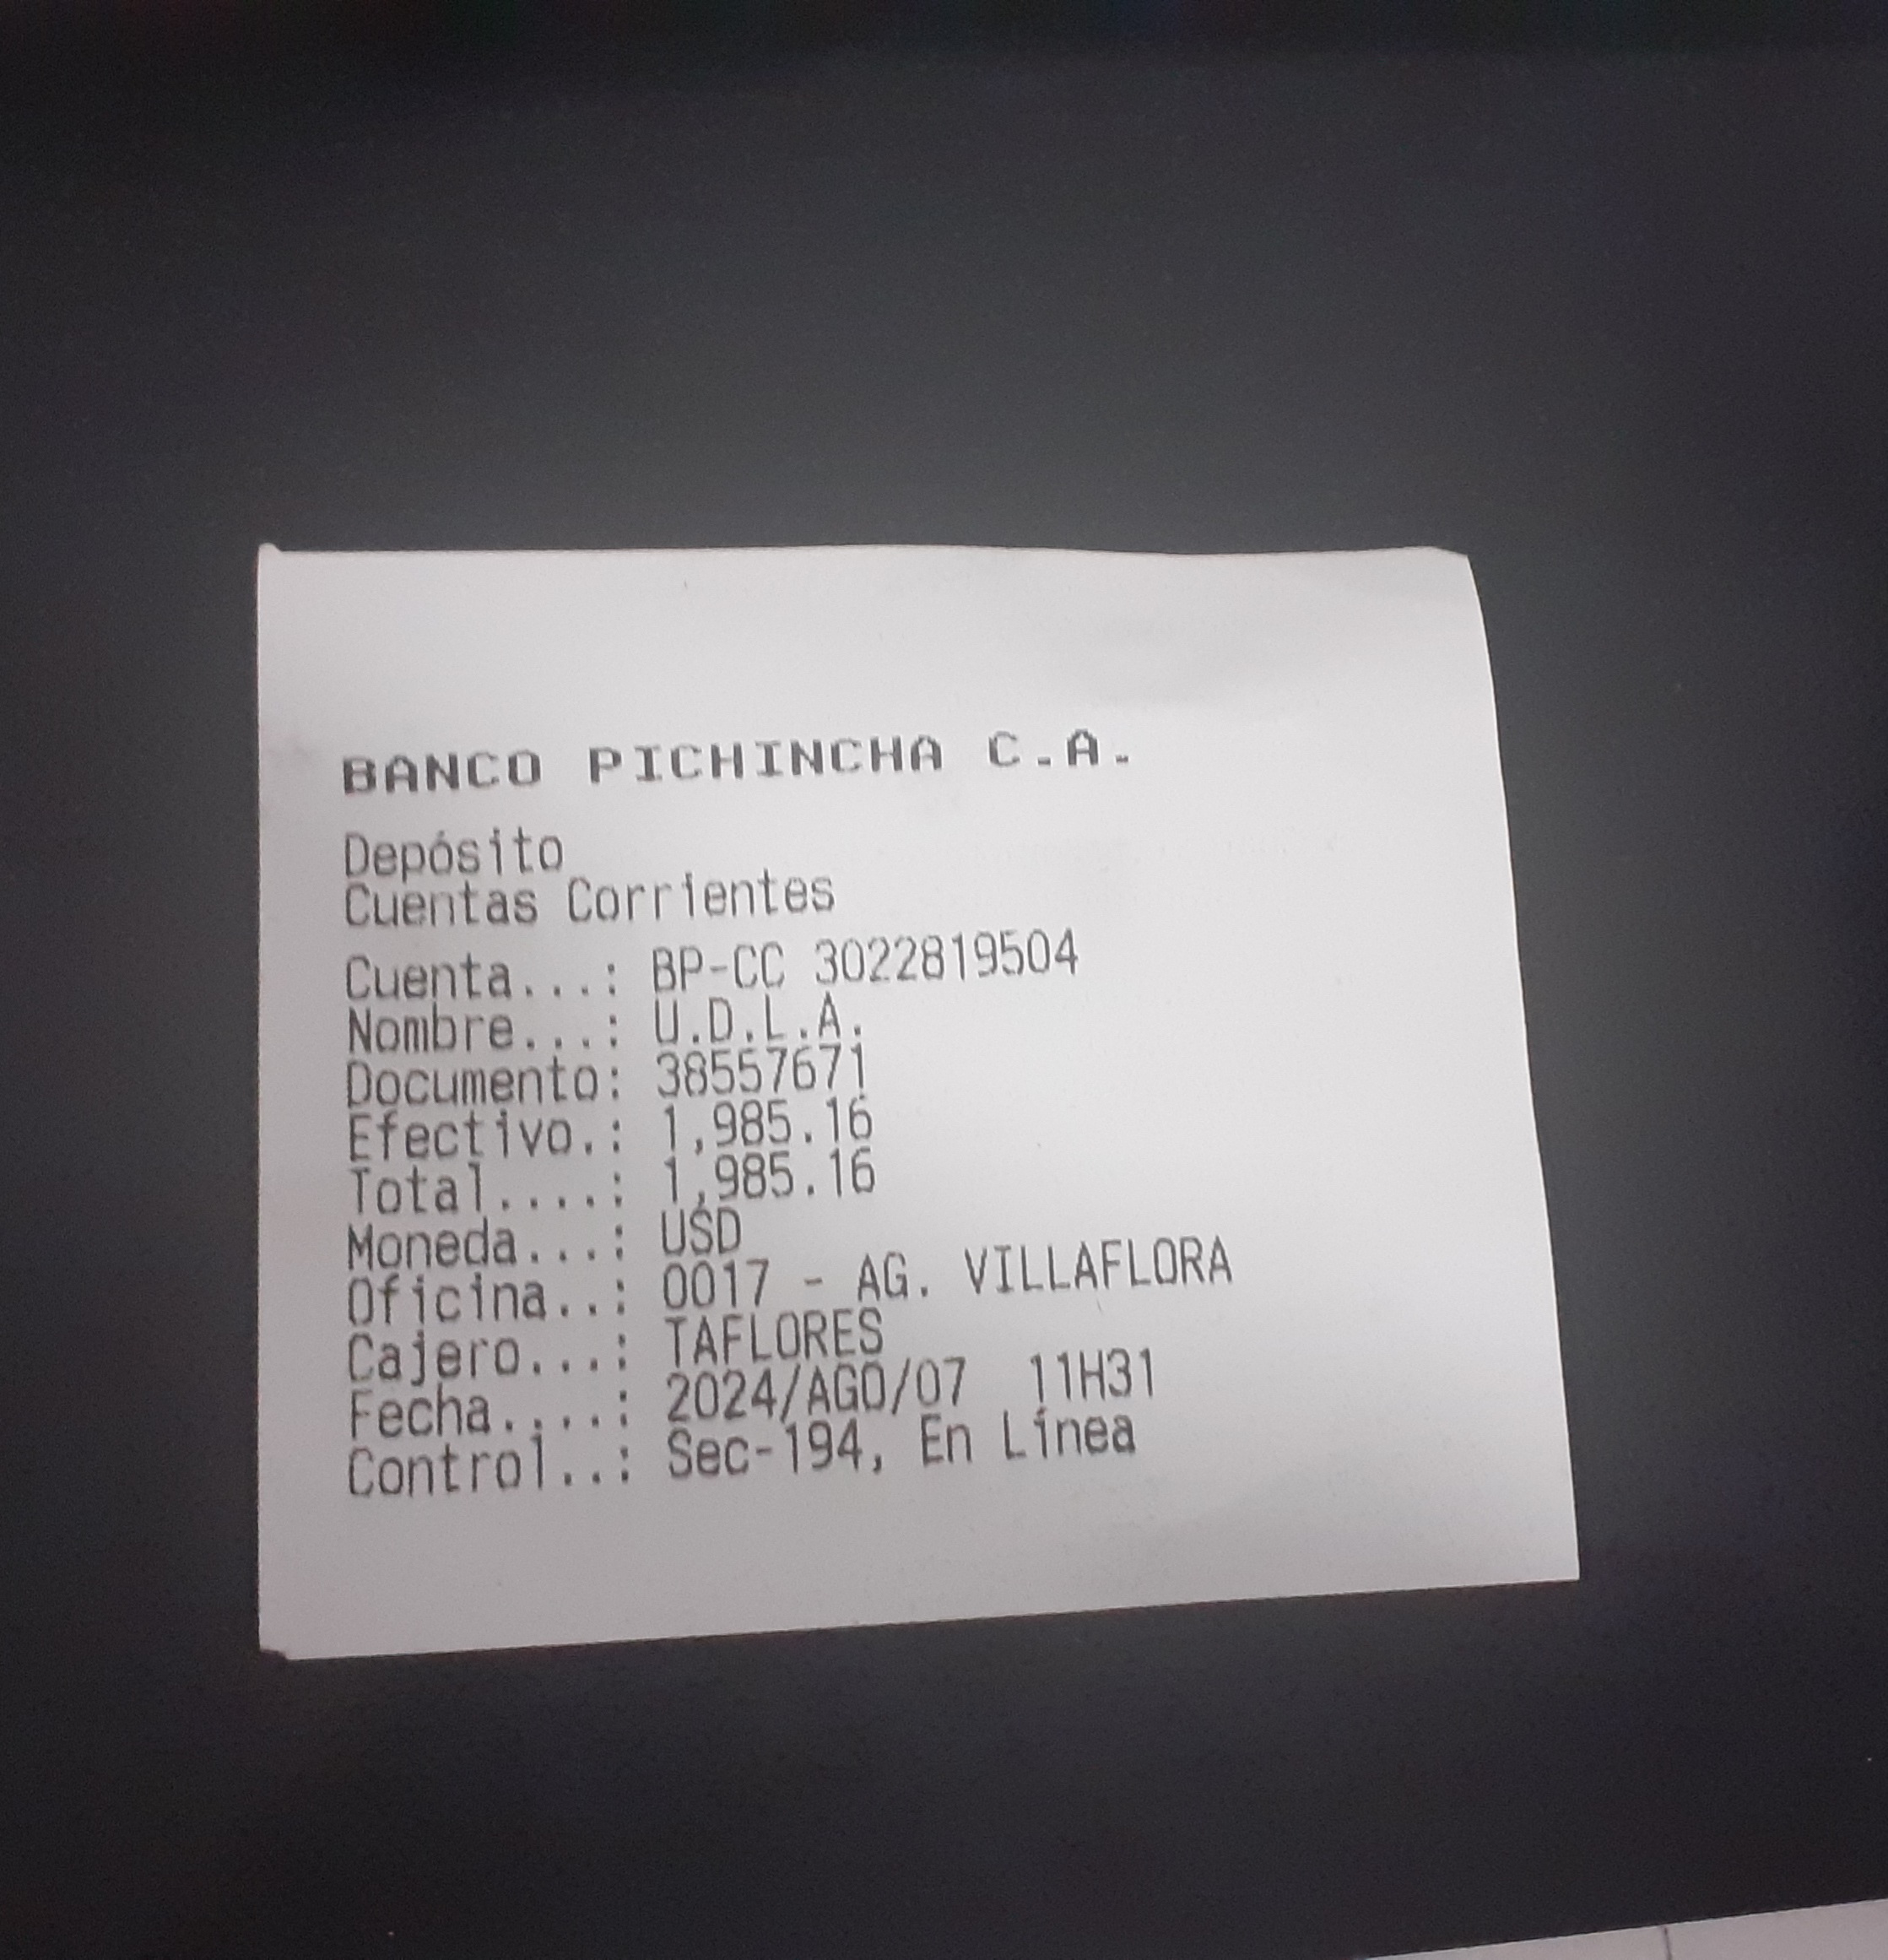 BANCO PICHINCHA C.A.
Depósito
Cuentas Corrientes
Cuenta...: BP-CC 3022819504
Nombre...: U.D.L.A.
Documento: 38557671
Efectivo.: 1,985.16
Total....: 1,985.16
Moneda...: USD
Oficina..: 0017 - AG. VILLAFLORA
Cajero...: TAFLORES
Fecha....: 2024/AGO/07 11H31
Control..: Sec-194, En Línea